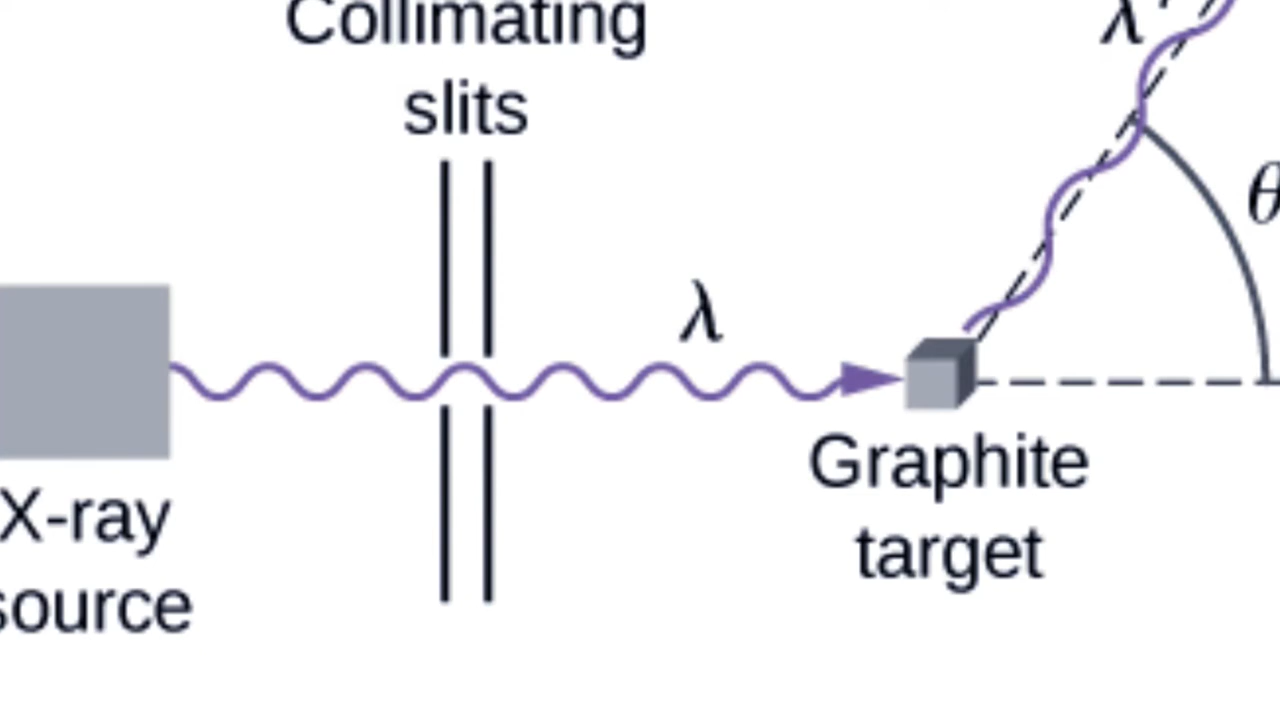 Collimating
slits
λ'
θ
λ
Graphite
target
X-ray
source